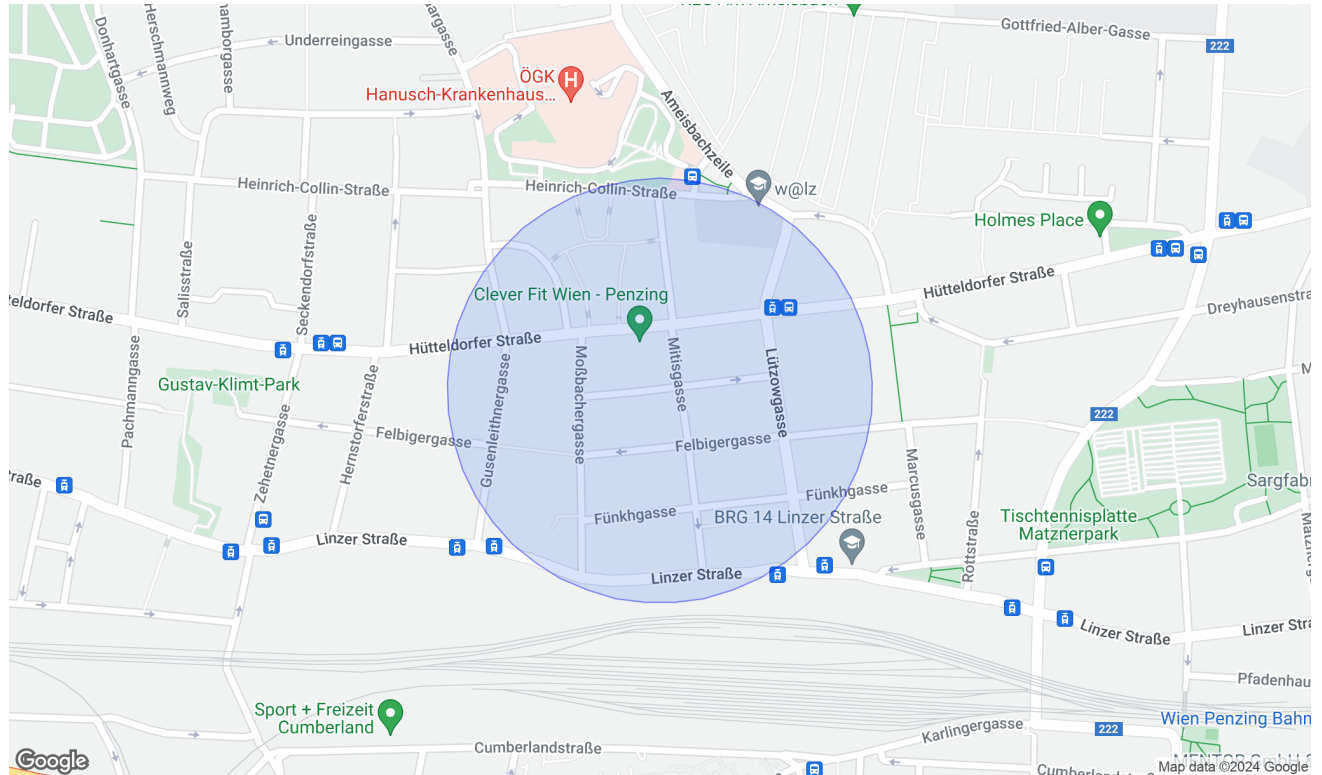 Gottfried-Alber-Gasse
222
Underreingasse
Donhartgasse
Herschmannweg
ÖGK
Hanusch-Krankenhaus...
Ameisbachzeile
Heinrich-Collin-Straße
Heinrich-Collin-Straße
w@lz
Holmes Place
Salisstraße
Seckendorfstraße
Hütteldorfer Straße
Dreyhausenstra
Clever Fit Wien - Penzing
teldorfer Straße
Hütteldorfer Straße
Mitisgasse
Moßbachergasse
Lützowgasse
Gusenleithnergasse
Pachmanngasse
Gustav-Klimt-Park
Hernstorferstraße
Zehetnergasse
222
Felbigergasse
Felbigergasse
Marcusgasse
raße
Fünkhgasse
Fünkhgasse
Sargfab
BRG 14 Linzer Straße
Tischtennisplatte
Matznerpark
Rottstraße
Linzer Straße
Linzer Straße
Linzer Straße
Linzer Stra
Pfadenhau
Sport + Freizeit
Cumberland
Wien Penzing Bahn
Karlingergasse
222
Cumberlandstraße
Google
Map data ©2024 Google